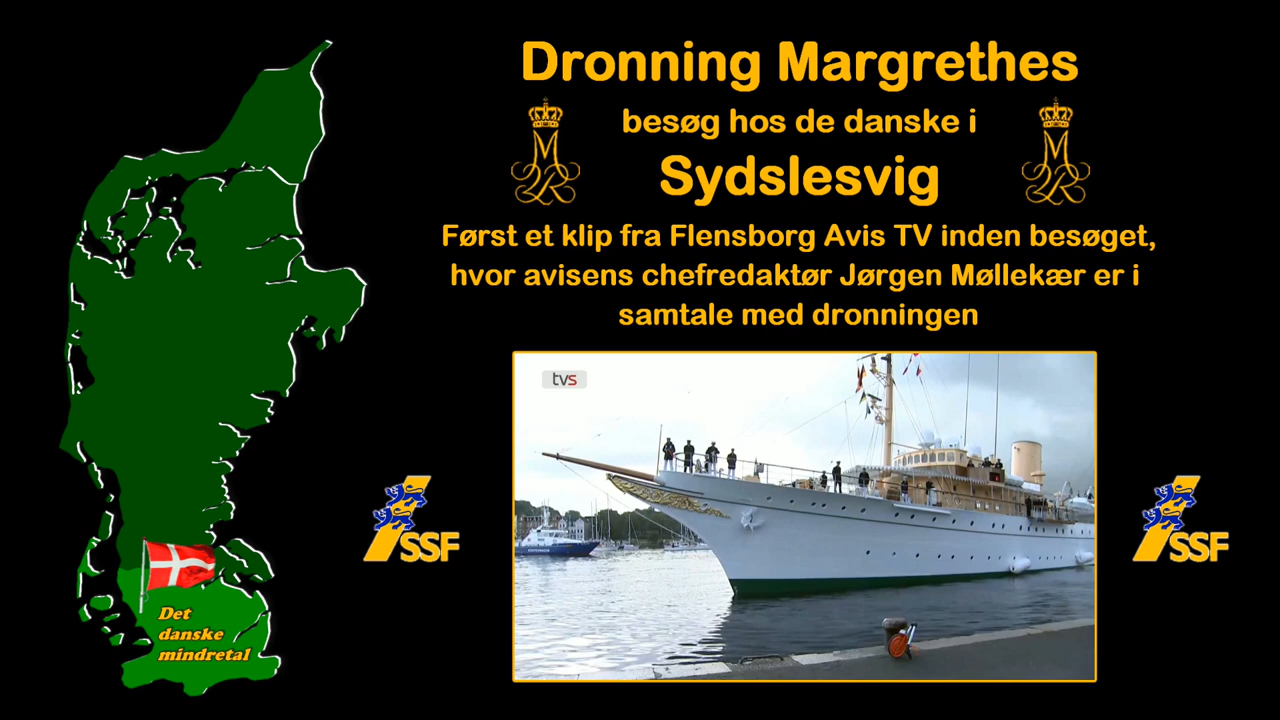 Dronning Margrethes
besøg hos de danske i
Sydslesvig
Først et klip fra Flensborg Avis TV inden besøget,
hvor avisens chefredaktør Jørgen Møllekær er i
samtale med dronningen
tvs
SSF
SSF
Det
danske
mindretal